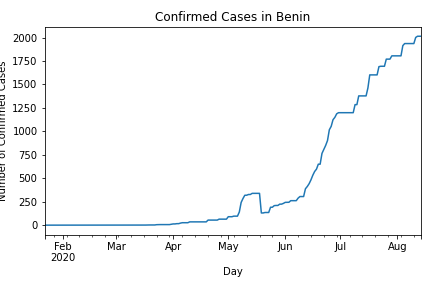 Confirmed Cases in Benin
Number of Confirmed Cases
2000
1750
1500
1250
1000
750
500
250
0
Feb
2020
Mar
Apr
May
Jun
Jul
Aug
Day